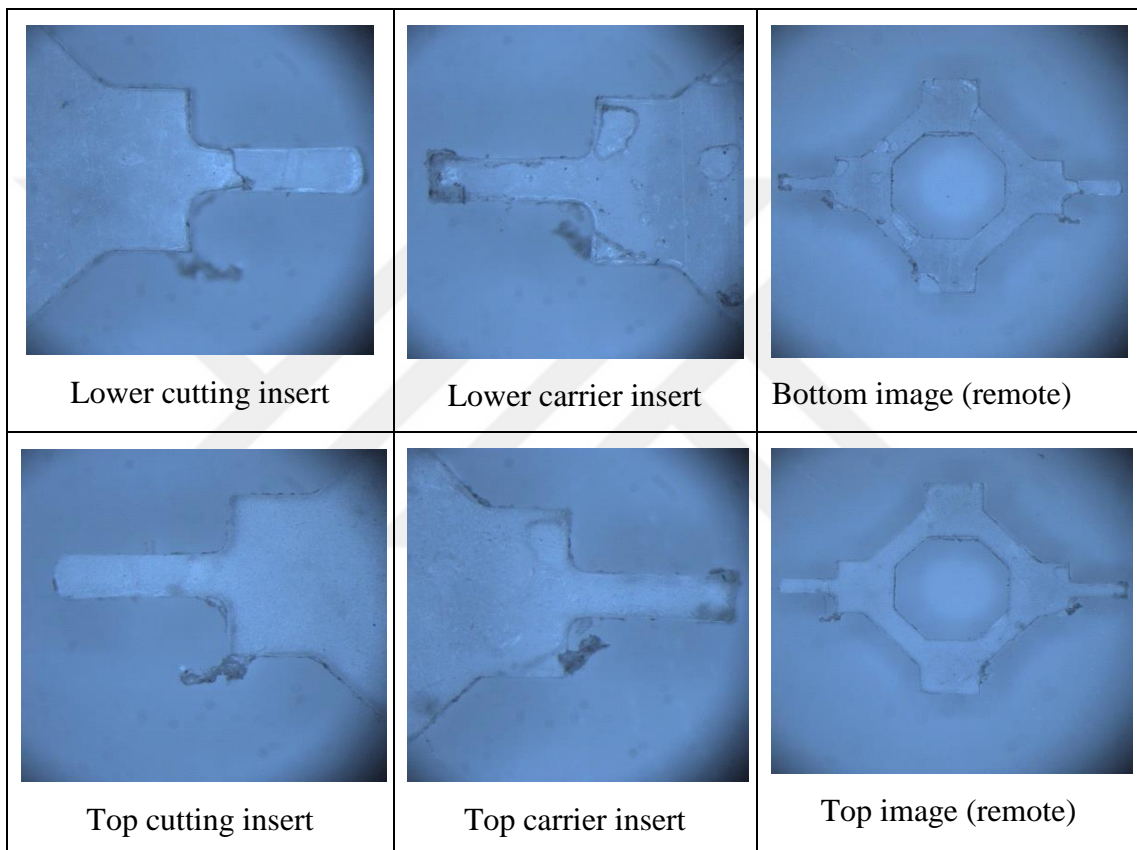 Lower cutting insert
Lower carrier insert
Bottom image (remote)
Top cutting insert
Top carrier insert
Top image (remote)